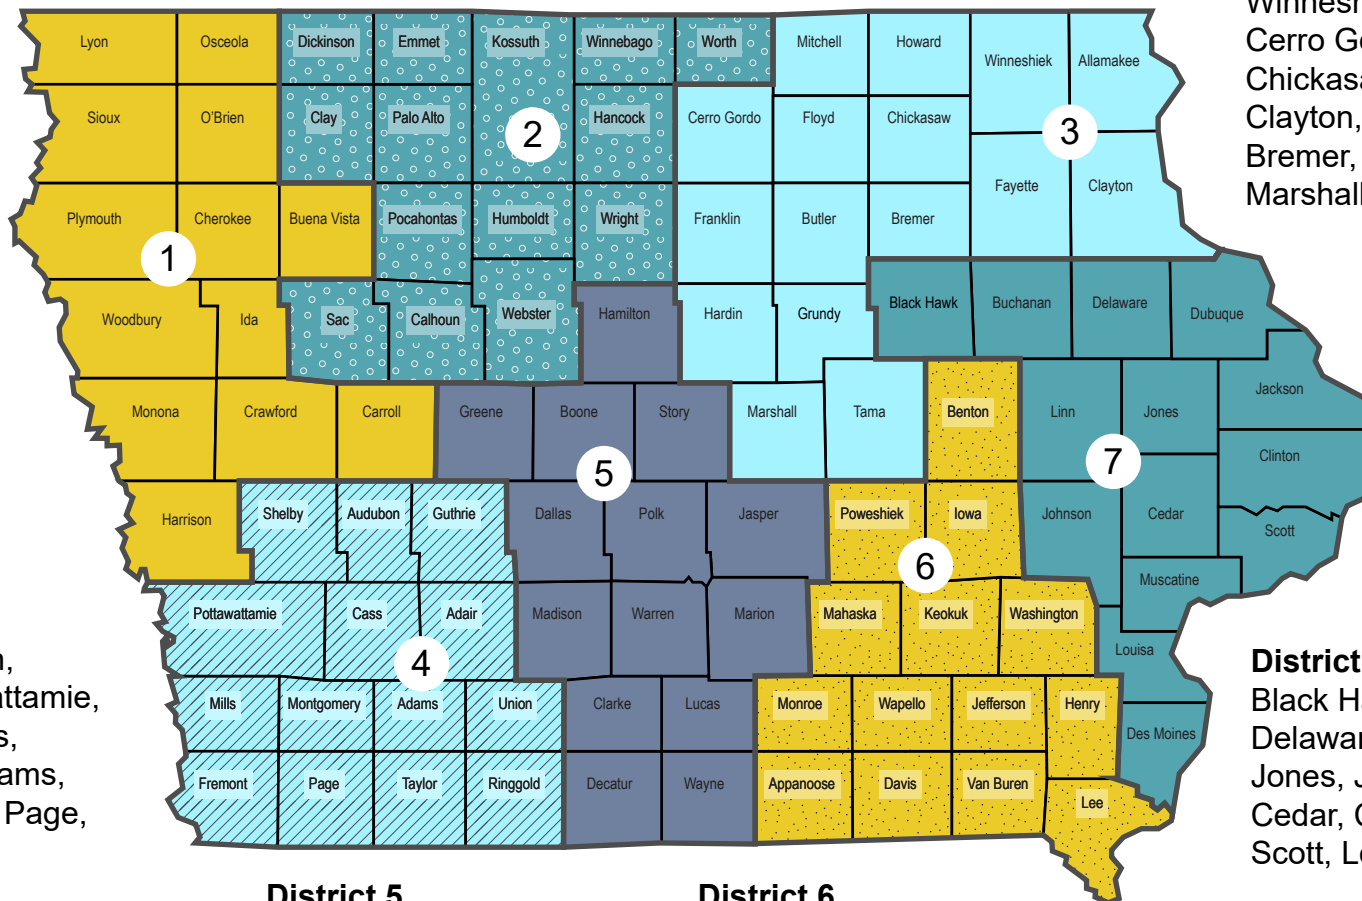 Winnesh
Cerro Go
Chickasa
Clayton,
Bremer,
Marshall
Lyon Osceola Dickinson Emmet Kossuth Winnebago Worth Mitchell Howard Winneshiek Allamakee
Sioux O'Brien Clay Palo Alto 2 Hancock Cerro Gordo Floyd Chickasaw 3
Fayette Clayton
Plymouth Cherokee Buena Vista Pocahontas Humboldt Wright Franklin Butler Bremer
1
Woodbury Ida Sac Calhoun Webster Hamilton Hardin Grundy Black Hawk Buchanan Delaware Dubuque
Monona Crawford Carroll Greene Boone Story Marshall Tama Benton Linn Jones Jackson
5 7 Clinton
Harrison Shelby Audubon Guthrie Dallas Polk Jasper Poweshiek Iowa Johnson Cedar Scott
6 Muscatine
Pottawattamie Cass Adair Madison Warren Marion Mahaska Keokuk Washington Louisa
4
Mills Montgomery Adams Union Clarke Lucas Monroe Wapello Jefferson Henry Des Moines
Fremont Page Taylor Ringgold Decatur Wayne Appanoose Davis Van Buren Lee
n,
attamie,
s,
ams,
Page,
District
Black Ha
Delawar
Jones, J
Cedar, C
Scott, Lo
District 5 District 6